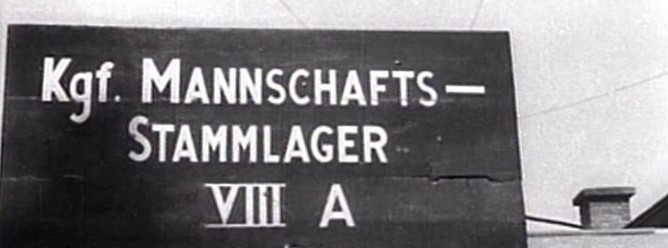 Kgf. MANNSCHAFTS—
STAMMLAGER
VIII A